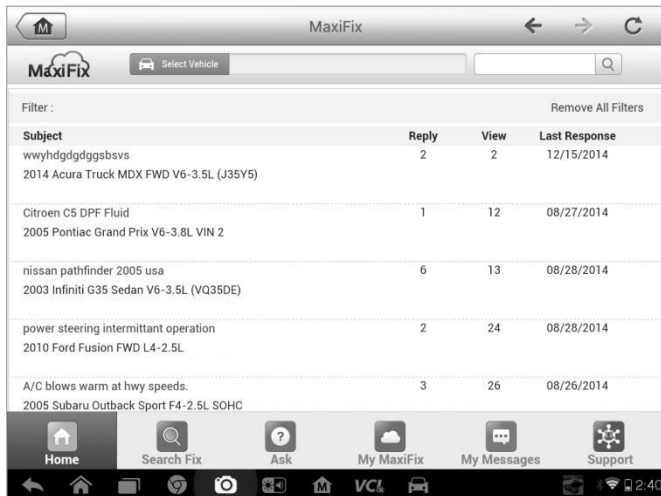 M
MaxiFix
MaxiFix
Select Vehicle
Filter :
Remove All Filters
Subject Reply View Last Response
wwyhdgdgdggsbsvs 2 2 12/15/2014
2014 Acura Truck MDX FWD V6-3.5L (J35Y5)
Citroen C5 DPF Fluid 1 12 08/27/2014
2005 Pontiac Grand Prix V6-3.8L VIN 2
nissan pathfinder 2005 usa 6 13 08/28/2014
2003 Infiniti G35 Sedan V6-3.5L (VQ35DE)
power steering intermittant operation 2 24 08/28/2014
2010 Ford Fusion FWD L4-2.5L
A/C blows warm at hwy speeds. 3 26 08/26/2014
2005 Subaru Outback Sport F4-2.5L SOHC
Home Search Fix Ask My MaxiFix My Messages Support
M VCI 2:40